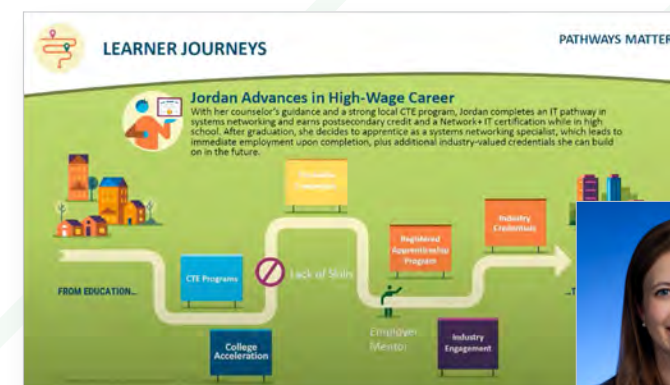 LEARNER JOURNEYS
PATHWAYS MATTER
Jordan Advances in High-Wage Career
With her counselor's guidance and a strong local CTE program, Jordan completes an IT pathway in
systems networking and earns postsecondary credit and a Network+ IT certification while in high
school. After graduation, she decides to apprentice as a systems networking specialist, which leads to
immediate employment upon completion, plus additional industry-valued credentials she can build
on in the future.
Industry
Credentials
Registered
Apprenticeship
Program
CTE Programs
Lack of Skills
FROM EDUCATION...
College
Acceleration
Employer
Mentor
Industry
Engagement